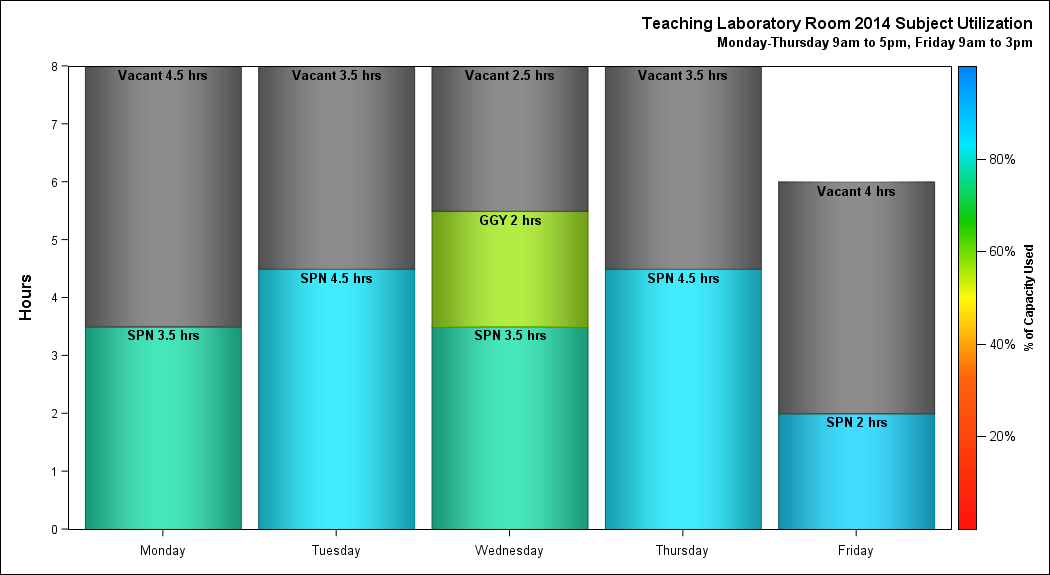 Teaching Laboratory Room 2014 Subject Utilization
Monday-Thursday 9am to 5pm, Friday 9am to 3pm
Hours
8
7
6
5
4
3
2
1
0
Vacant 4.5 hrs
SPN 3.5 hrs
Vacant 3.5 hrs
SPN 4.5 hrs
Vacant 2.5 hrs
GGY 2 hrs
SPN 3.5 hrs
Vacant 3.5 hrs
SPN 4.5 hrs
Vacant 4 hrs
SPN 2 hrs
Monday
Tuesday
Wednesday
Thursday
Friday
80%
60%
40%
20%
% of Capacity Used